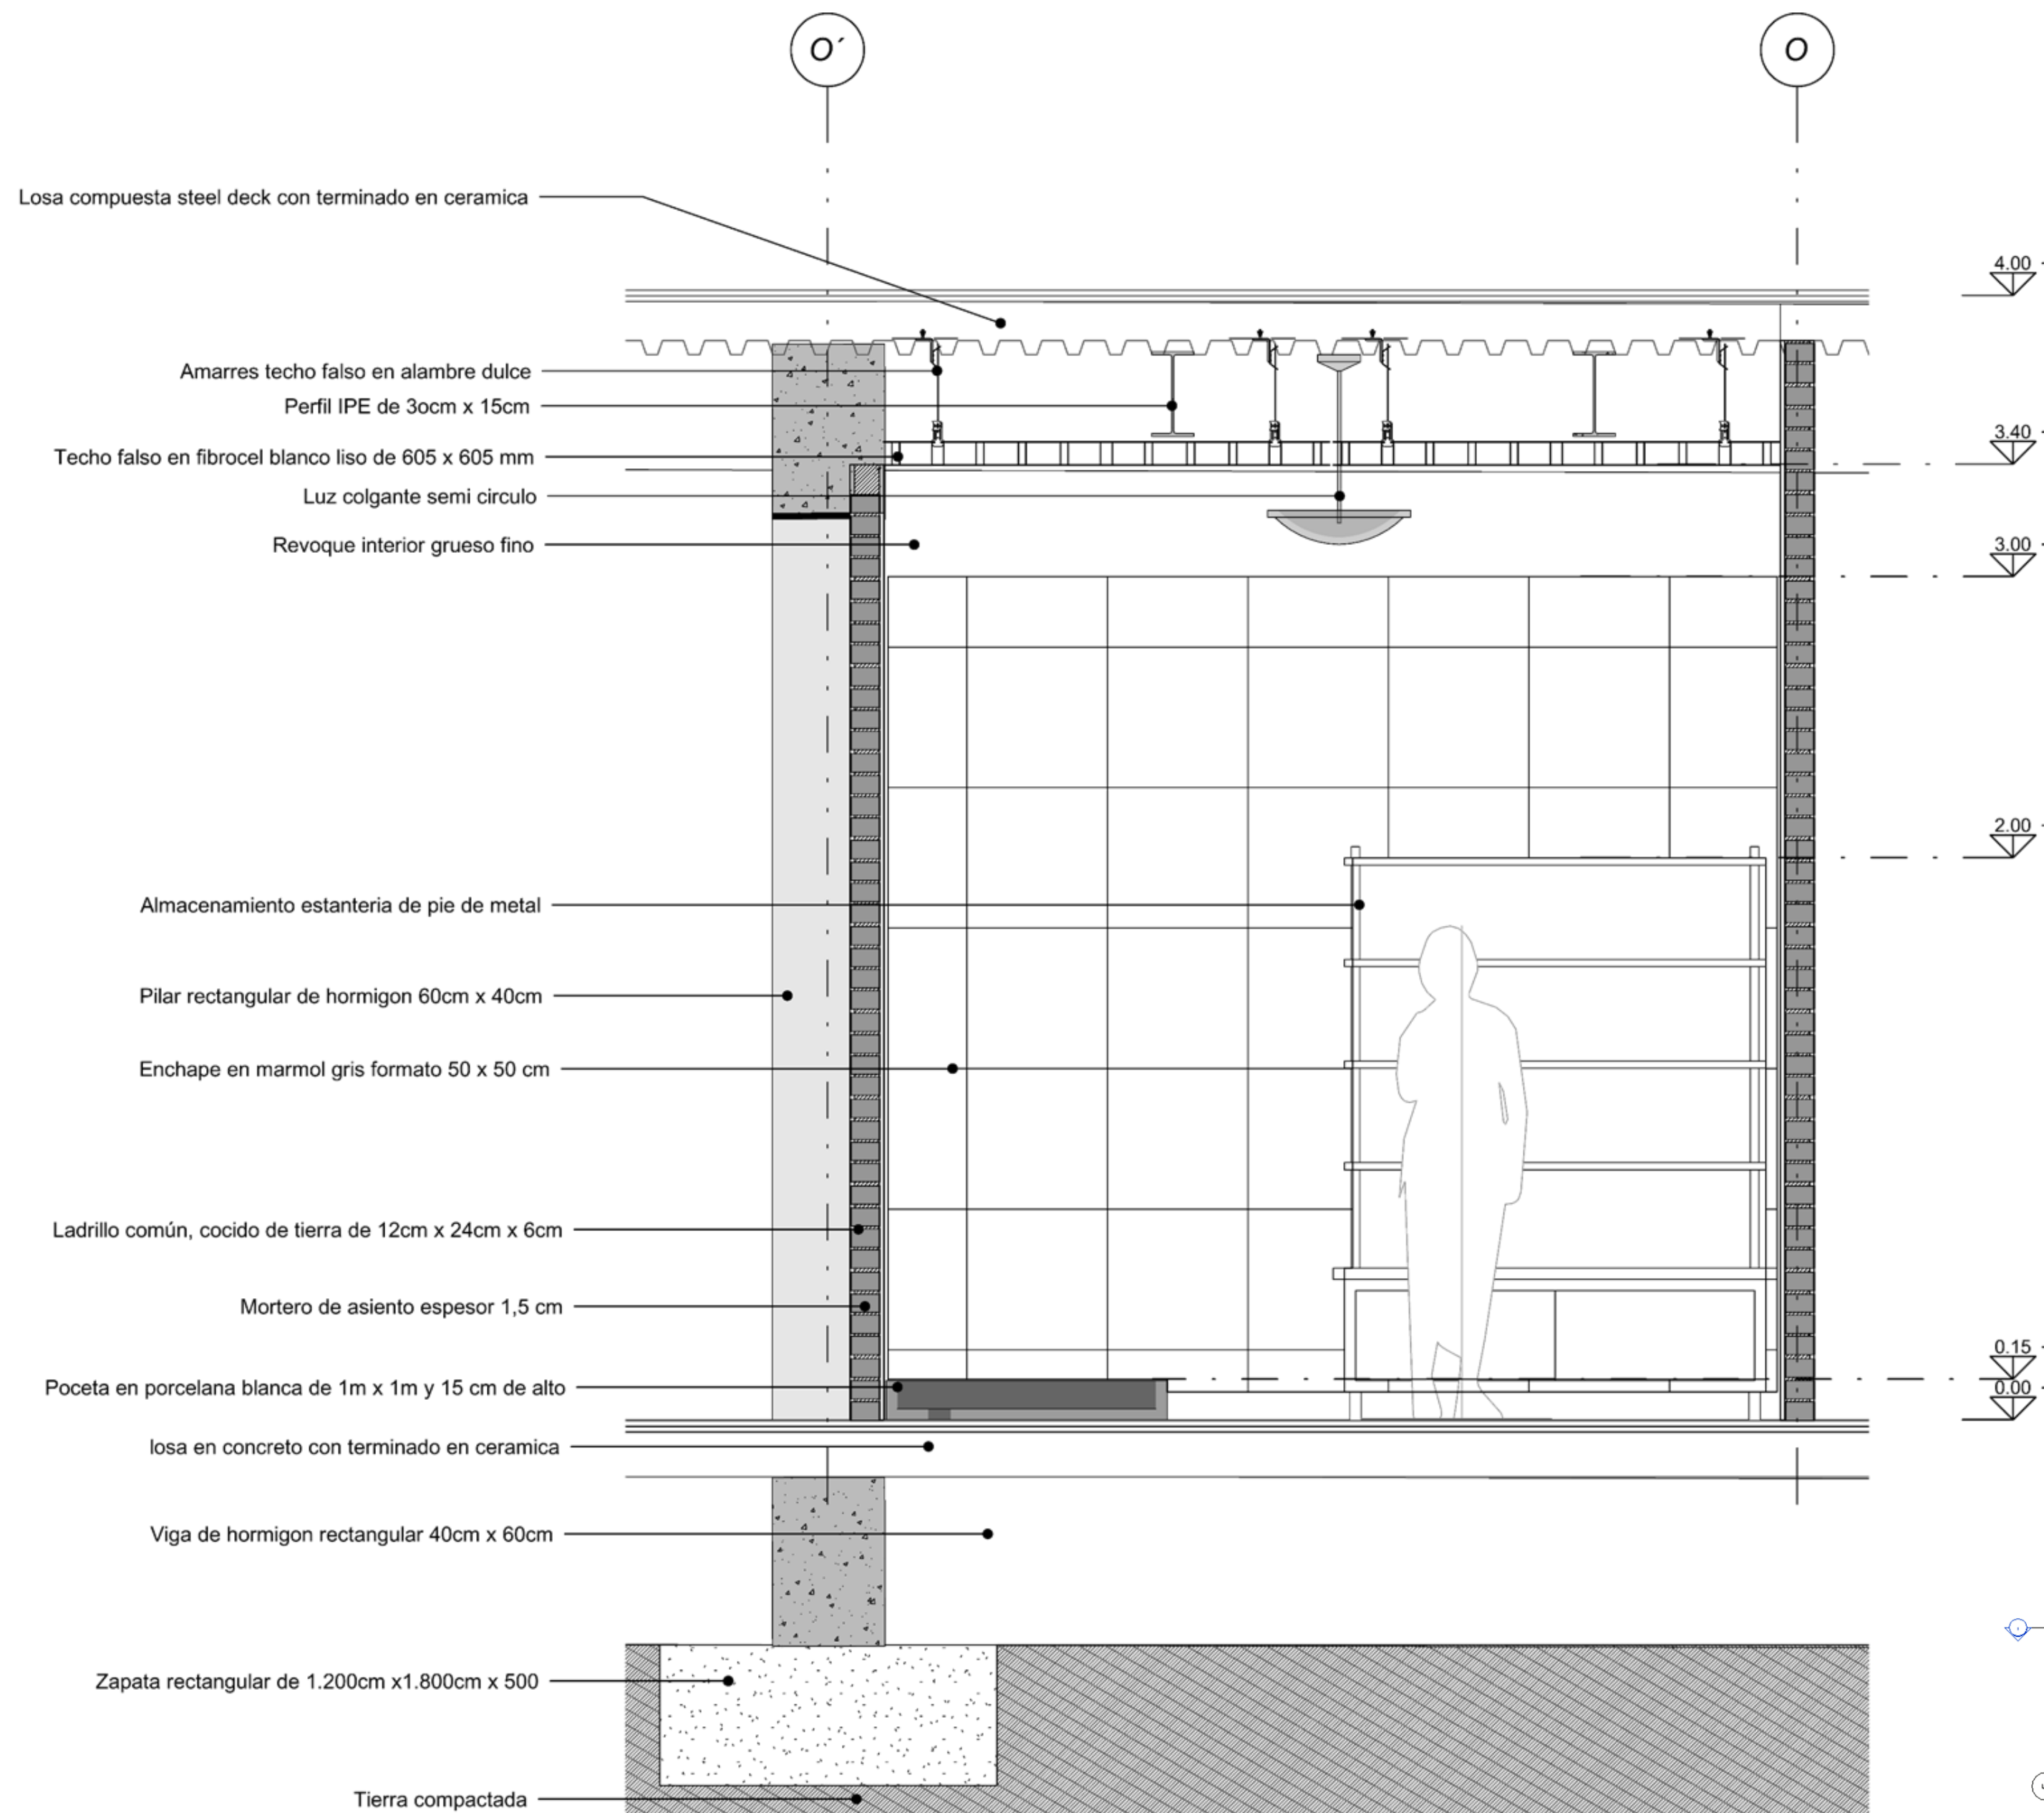 O´
O
Losa compuesta steel deck con terminado en ceramica
4.00
Amarres techo falso en alambre dulce
Perfil IPE de 3ocm x 15cm
3.40
Techo falso en fibrocel blanco liso de 605 x 605 mm
Luz colgante semi circulo
Revoque interior grueso fino
3.00
2.00
Almacenamiento estanteria de pie de metal
Pilar rectangular de hormigon 60cm x 40cm
Enchape en marmol gris formato 50 x 50 cm
Ladrillo común, cocido de tierra de 12cm x 24cm x 6cm
Mortero de asiento espesor 1,5 cm
0.15
Poceta en porcelana blanca de 1m x 1m y 15 cm de alto
0.00
losa en concreto con terminado en ceramica
Viga de hormigon rectangular 40cm x 60cm
Zapata rectangular de 1.200cm x1.800cm x 500
Tierra compactada